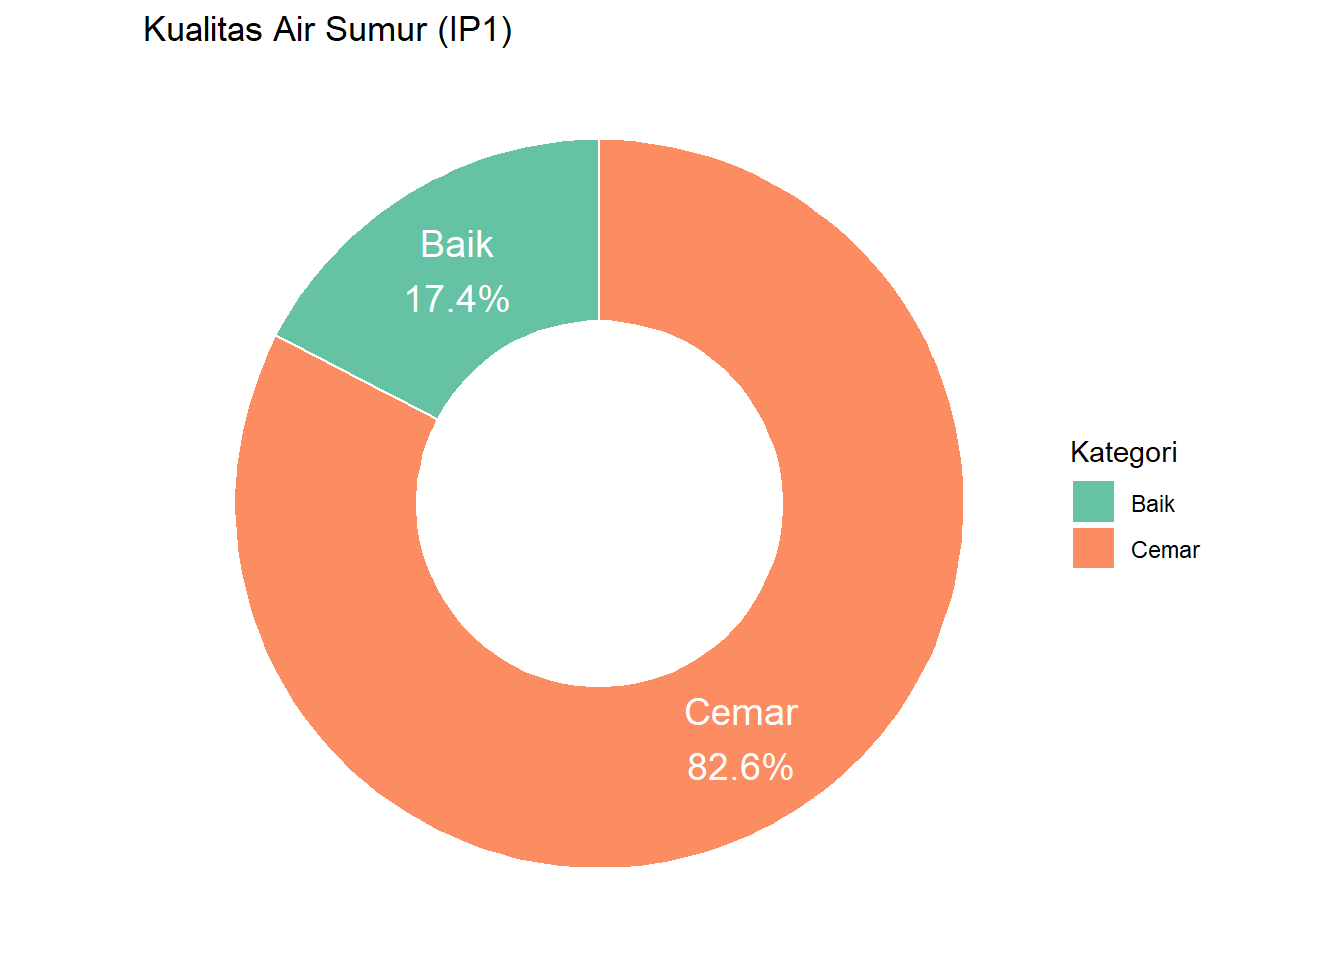 Kualitas Air Sumur (IP1)
Baik
17.4%
Cemar
82.6%
Kategori
Baik
Cemar